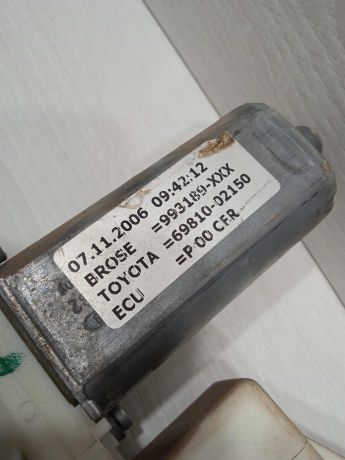 07.11.2006 09:42:12
BROSE =993189-XXX
TOYOTA =69810-02150
ECU =P 00 CFR